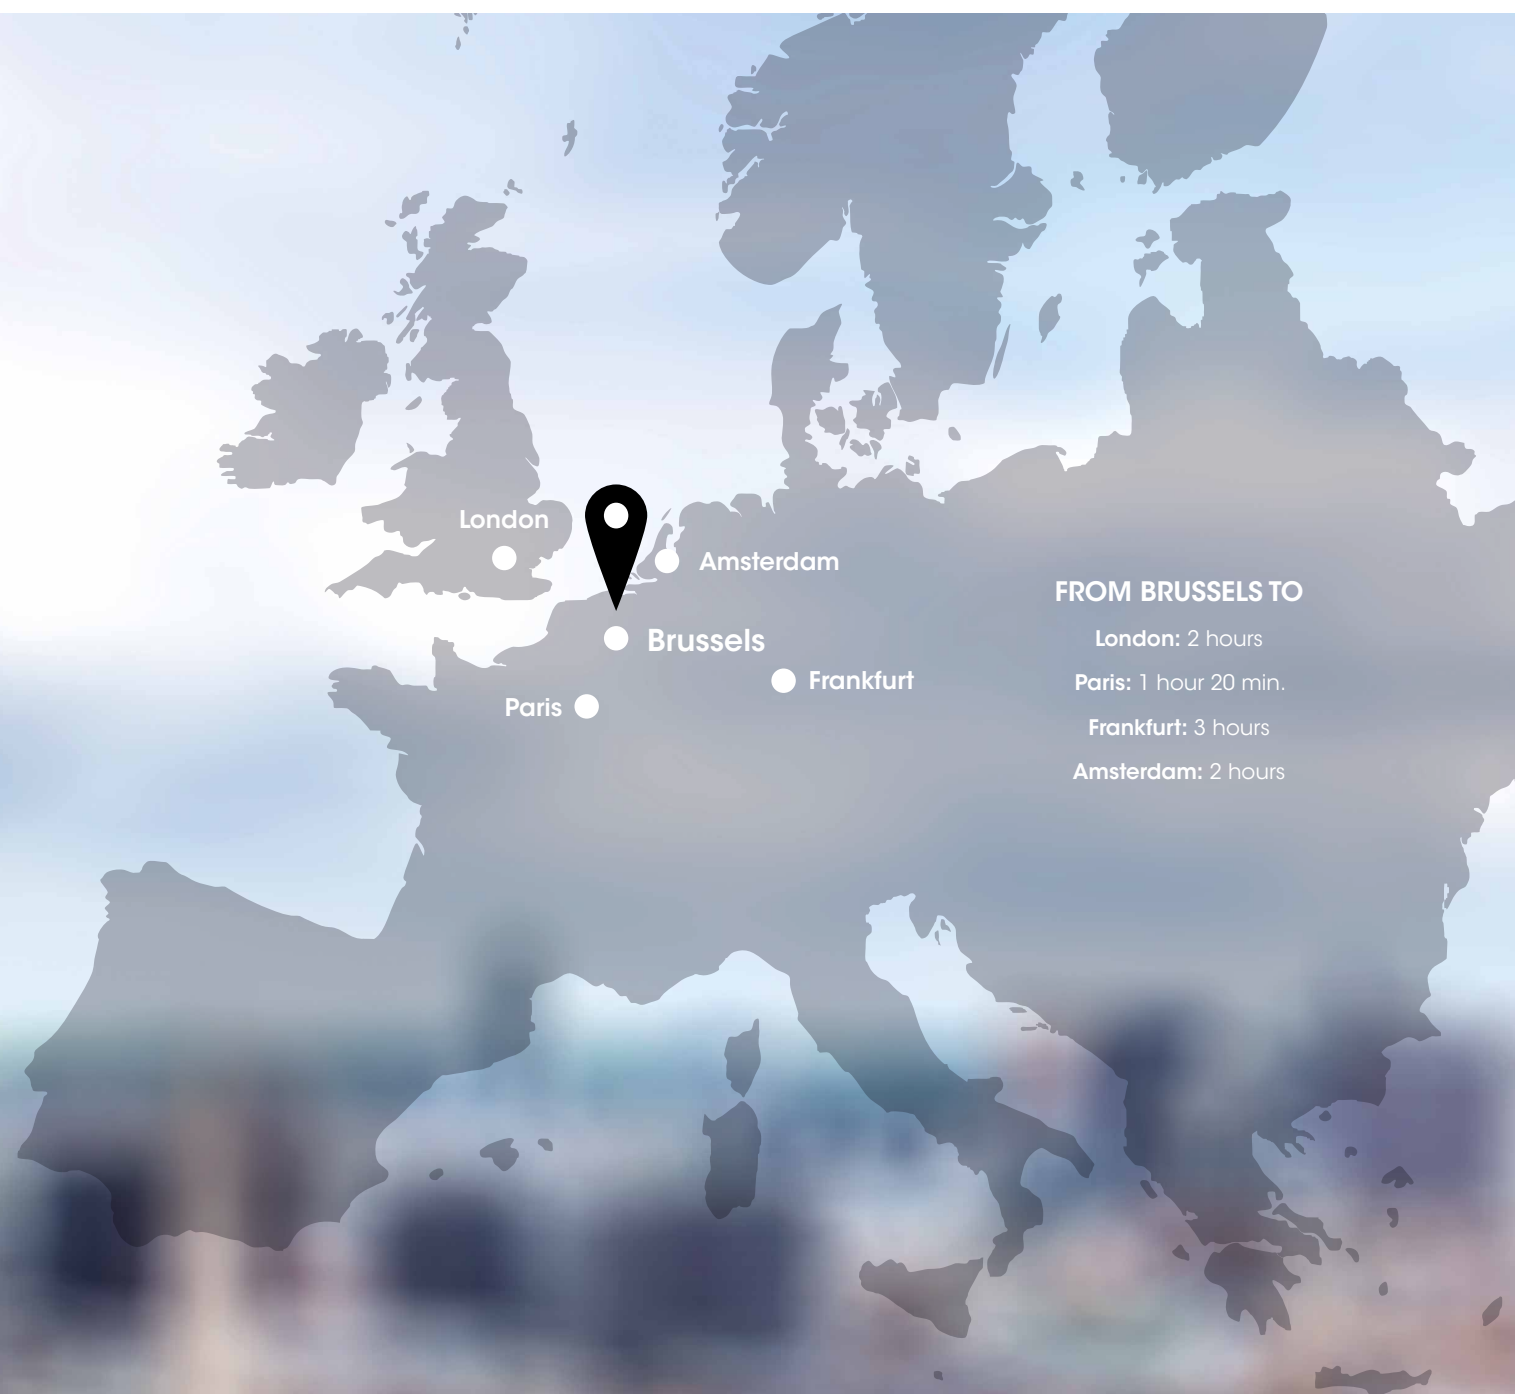 London
Amsterdam
Brussels
Frankfurt
Paris
FROM BRUSSELS TO
London: 2 hours
Paris: 1 hour 20 min.
Frankfurt: 3 hours
Amsterdam: 2 hours